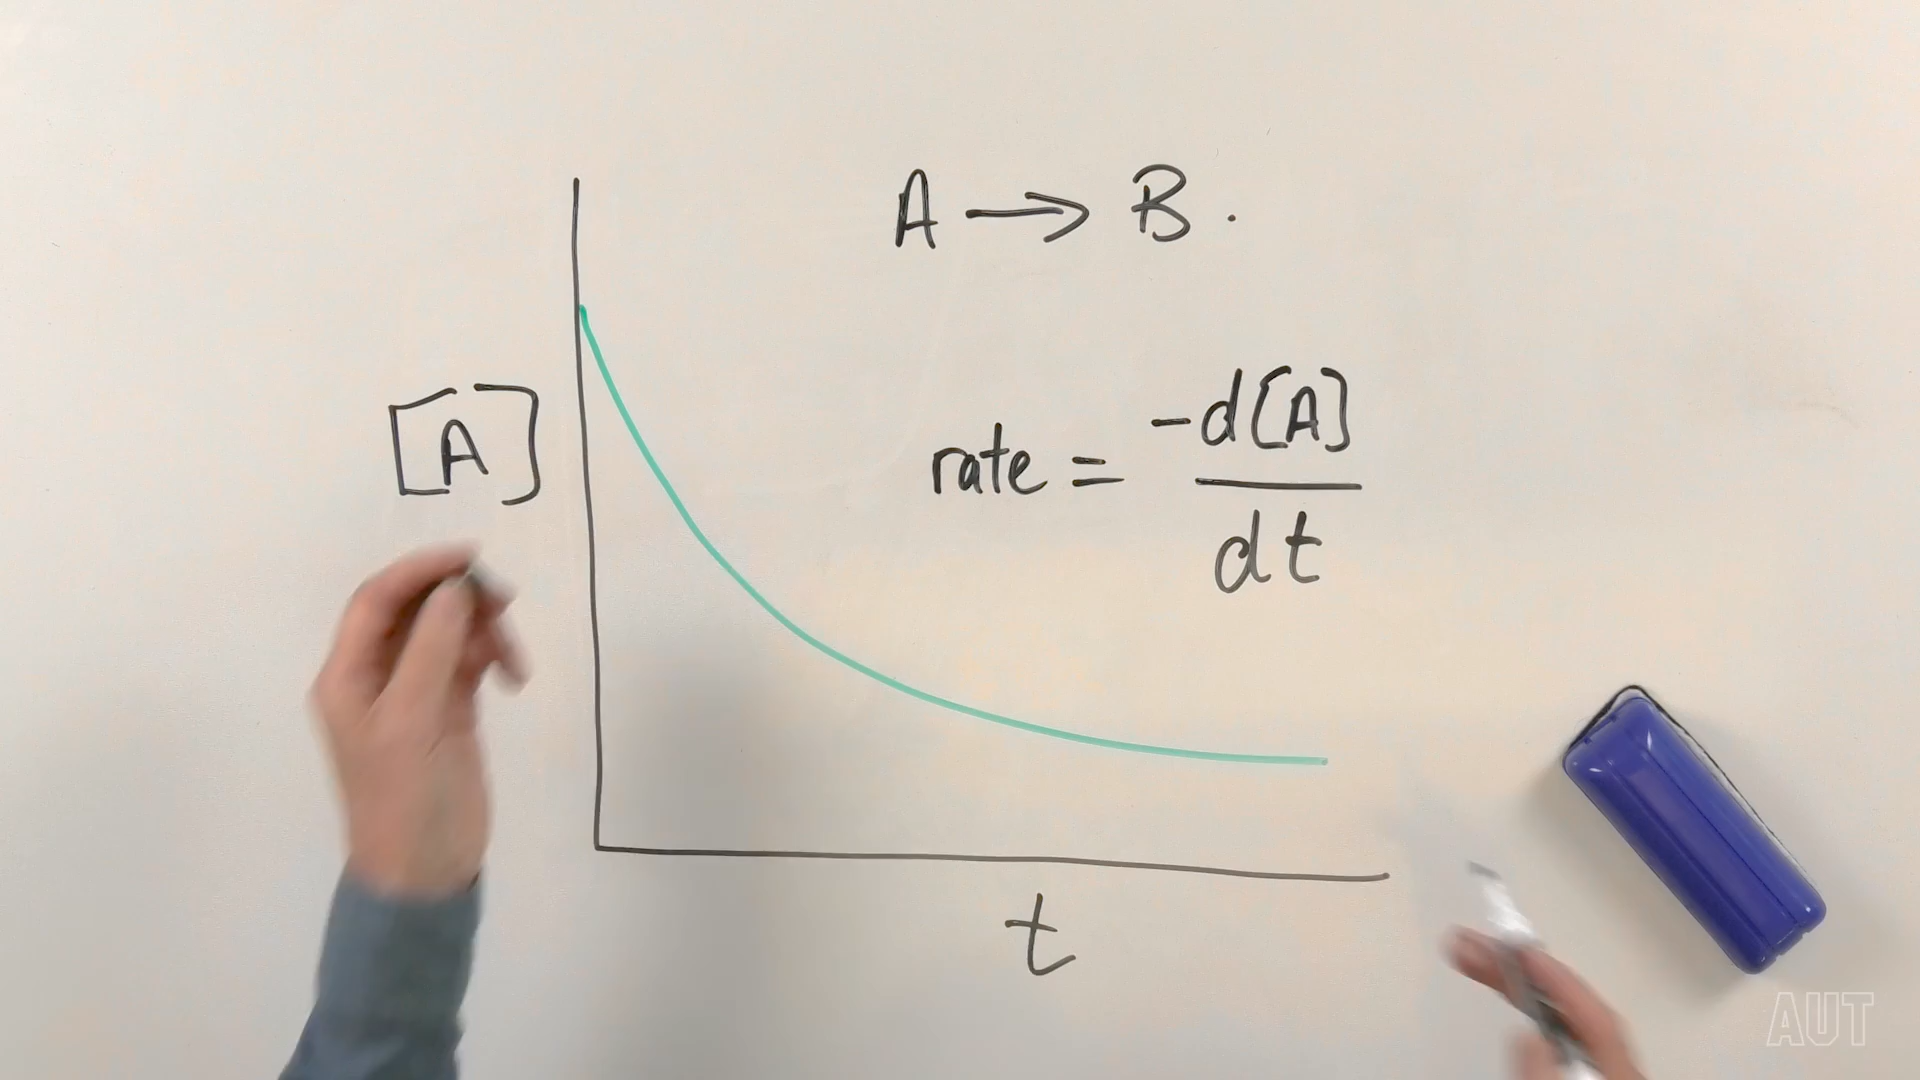 A → B .
[A]
rate = -d[A]
dt
t
AUT